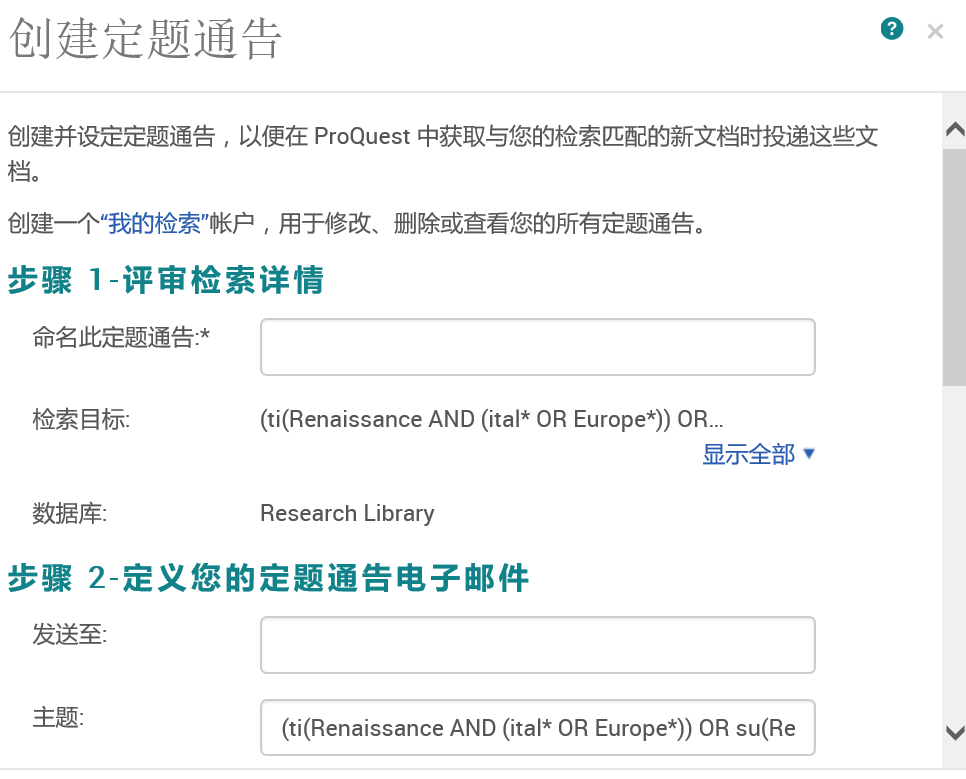 创建定题通告
?
×
创建并设定定题通告，以便在 ProQuest 中获取与您的检索匹配的新文档时投递这些文
档。
创建一个“我的检索”帐户，用于修改、删除或查看您的所有定题通告。
步骤 1-评审检索详情
命名此定题通告:*
检索目标: (ti(Renaissance AND (ital* OR Europe*)) OR...
显示全部 ▼
数据库: Research Library
步骤 2-定义您的定题通告电子邮件
发送至:
主题: (ti(Renaissance AND (ital* OR Europe*)) OR su(Re